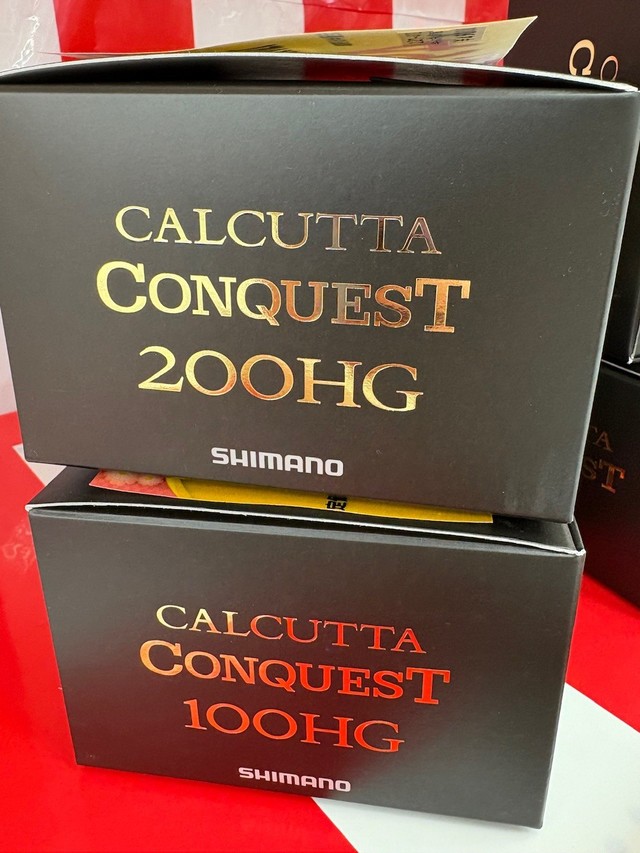 CALCUTTA
CONQUEST
200HG
SHIMANO
CALCUTTA
CONQUEST
100HG
SHIMANO